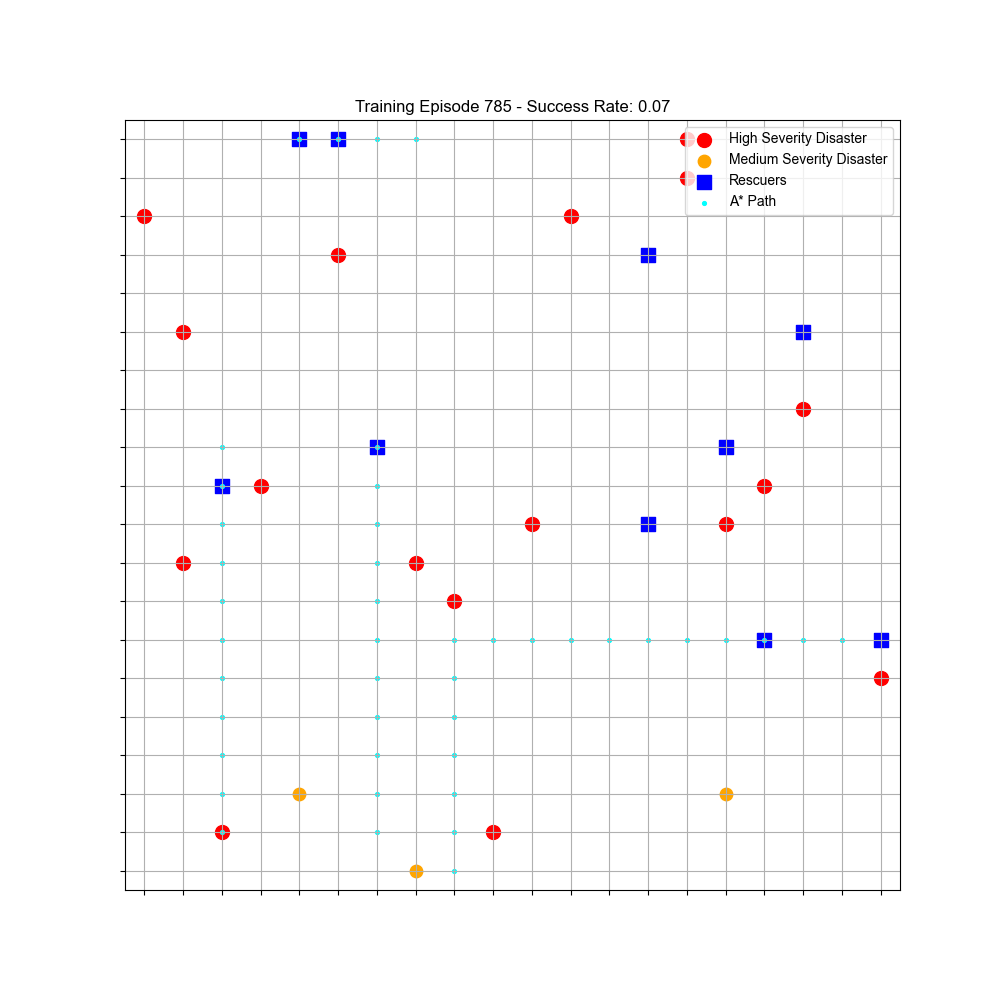 Training Episode 785 - Success Rate: 0.07
High Severity Disaster
Medium Severity Disaster
Rescuers
A* Path